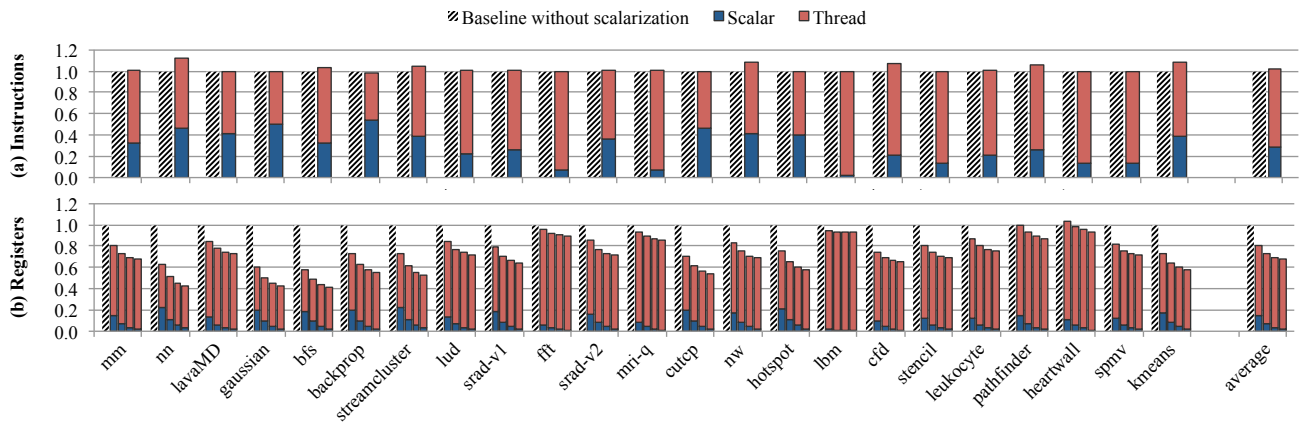 Baseline without scalarization Scalar Thread
(a) Instructions
1.2
1.0
0.8
0.6
0.4
0.2
0.0
(b) Registers
1.2
1.0
0.8
0.6
0.4
0.2
0.0
mm
nn
lavaMD
gaussian
bfs
backprop
streamcluster
lud
srad-v1
fft
srad-v2
mri-q
cutcp
nw
hotspot
lbm
cfd
stencil
leukocyte
pathfinder
heartwall
spmv
kmeans
average